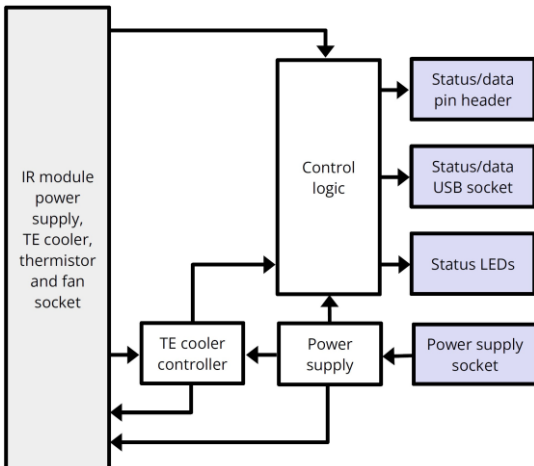 IR module
power
supply,
TE cooler,
thermistor
and fan
socket
Control
logic
Status/data
pin header
Status/data
USB socket
Status LEDs
TE cooler
controller
Power
supply
Power supply
socket